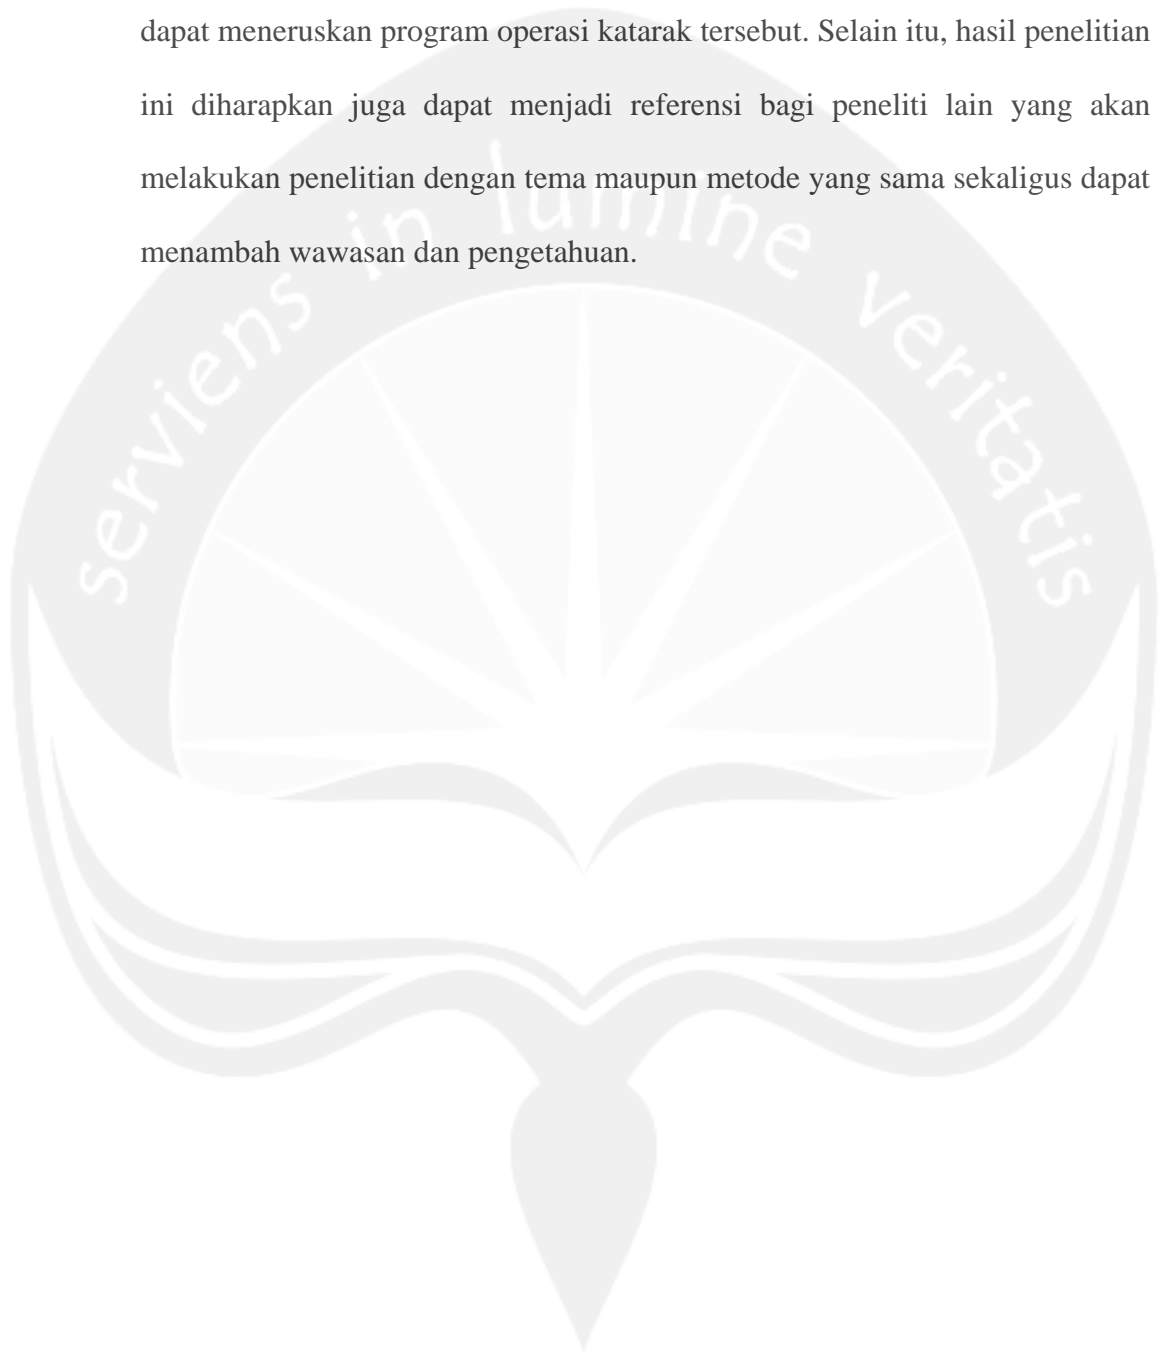 dapat meneruskan program operasi katarak tersebut. Selain itu, hasil penelitian
ini diharapkan juga dapat menjadi referensi bagi peneliti lain yang akan
melakukan penelitian dengan tema maupun metode yang sama sekaligus dapat
menambah wawasan dan pengetahuan.
serviens in lumine veritatis